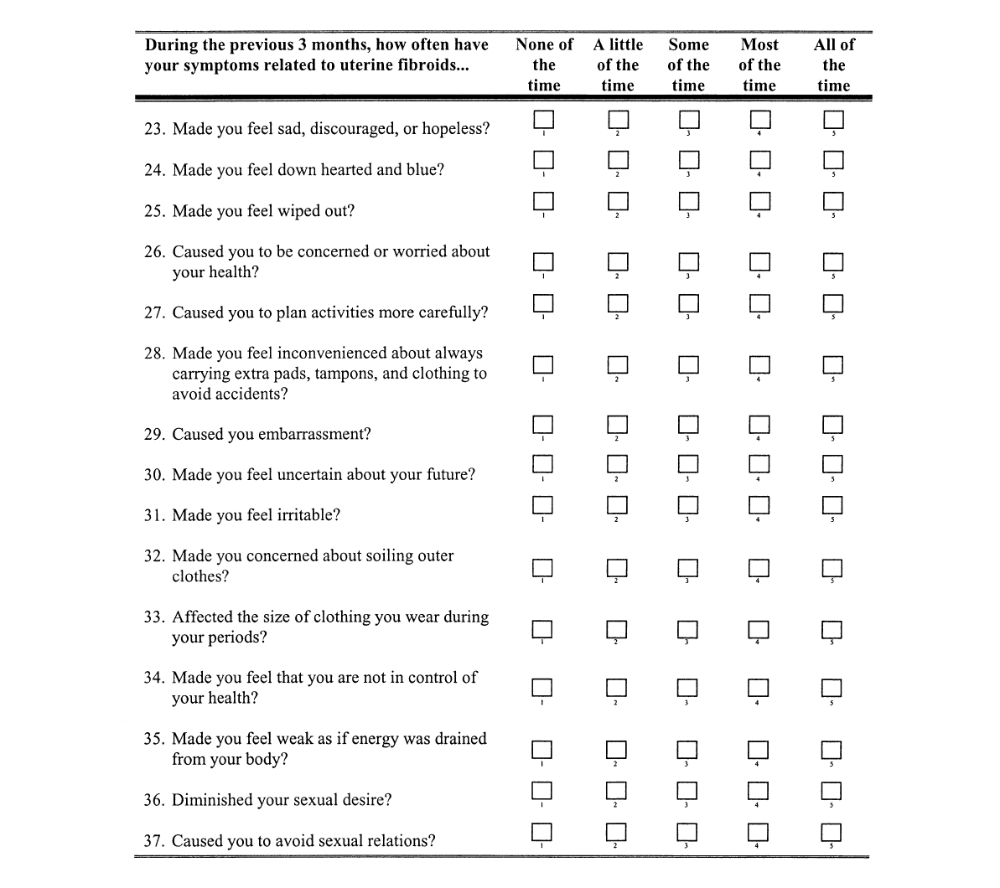 During the previous 3 months, how often have your symptoms related to uterine fibroids... None of the time A little of the time Some of the time Most of the time All of the time
23. Made you feel sad, discouraged, or hopeless? 1 2 3 4 5
24. Made you feel down hearted and blue? 1 2 3 4 5
25. Made you feel wiped out? 1 2 3 4 5
26. Caused you to be concerned or worried about
your health? 1 2 3 4 5
27. Caused you to plan activities more carefully? 1 2 3 4 5
28. Made you feel inconvenienced about always
carrying extra pads, tampons, and clothing to 1 2 3 4 5
avoid accidents?
29. Caused you embarrassment? 1 2 3 4 5
30. Made you feel uncertain about your future? 1 2 3 4 5
31. Made you feel irritable? 1 2 3 4 5
32. Made you concerned about soiling outer
clothes? 1 2 3 4 5
33. Affected the size of clothing you wear during
your periods? 1 2 3 4 5
34. Made you feel that you are not in control of
your health? 1 2 3 4 5
35. Made you feel weak as if energy was drained
from your body? 1 2 3 4 5
36. Diminished your sexual desire? 1 2 3 4 5
37. Caused you to avoid sexual relations? 1 2 3 4 5